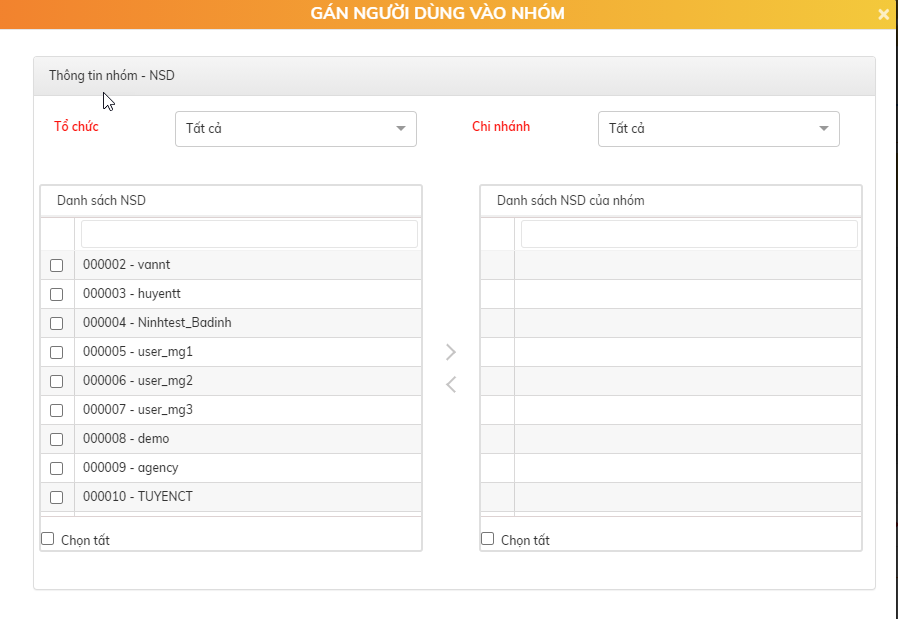 GÁN NGƯỜI DÙNG VÀO NHÓM
Thông tin nhóm - NSD
Tổ chức
Tất cả
Chi nhánh
Tất cả
Danh sách NSD
000002 - vannt
000003 - huyentt
000004 - Ninhtest_Badinh
000005 - user_mg1
000006 - user_mg2
000007 - user_mg3
000008 - demo
000009 - agency
000010 - TUYENCT
Chọn tất
Danh sách NSD của nhóm
Chọn tất